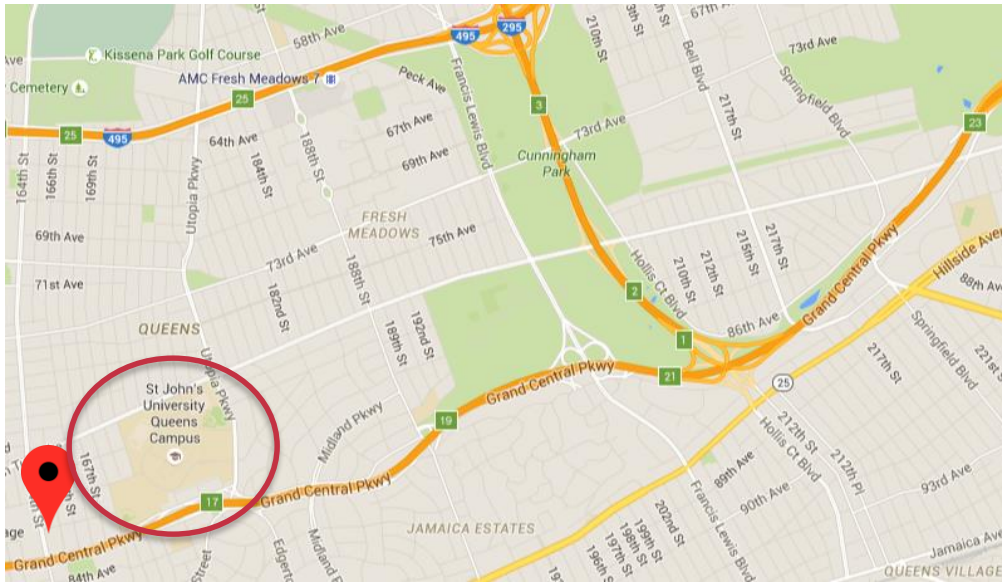 58th Ave
Kissena Park Golf Course
Cemetery
AMC Fresh Meadows 7
495
295
210th St
67th Ave
73rd Ave
Peck Ave
Francis Lewis Blvd
Bell Blvd
217th St
Springfield Blvd
25
25
495
3
23
64th Ave
67th Ave
69th Ave
73rd Ave
Cunningham
Park
164th St
166th St
169th St
Utopia Pkwy
184th St
188th St
FRESH
MEADOWS
75th Ave
69th Ave
73rd Ave
71st Ave
182nd St
188th St
Hollis Ct Blvd
210th St
212th St
215th St
217th St
Grand Central Pkwy
Hillside Ave
88th Ave
2
1
86th Ave
QUEENS
Utopia Pkwy
189th St
192nd St
Grand Central Pkwy
21
25
217th St
Springfield Blvd
221st St
St John's
University
Queens
Campus
Midland Pkwy
19
167th St
17
Grand Central Pkwy
Hollis Ct Blvd
212th St
212th Pl
89th Ave
90th Ave
93rd Ave
Francis Lewis Blvd
JAMAICA ESTATES
202nd St
199th St
198th St
197th St
196th St
Grand Central Pkwy
84th Ave
Street
Jamaica Ave
QUEENS VILLAGE